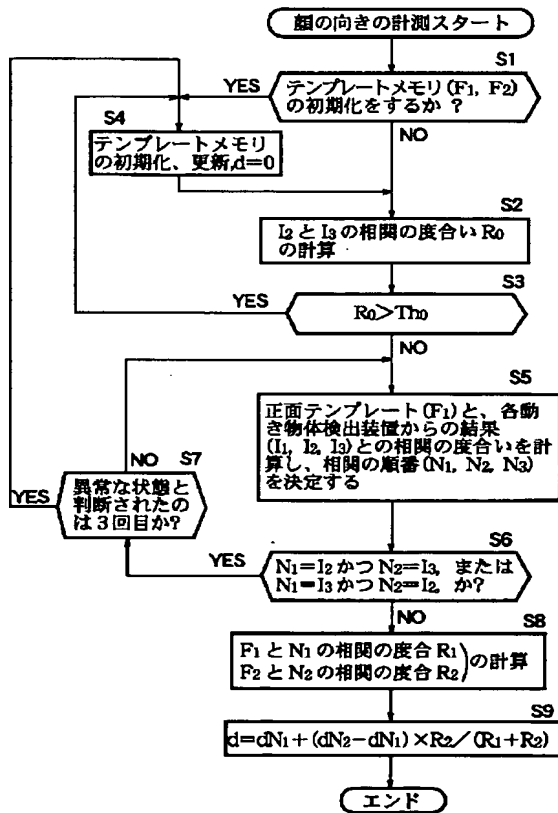 顔の向きの計測スタート
S1
テンプレートメモリ(F₁, F₂)
の初期化をするか ?
YES
NO
S4
テンプレートメモリ
の初期化、更新,d=0
S2
I₂ と I₃ の相関の度合い R₀
の計算
S3
YES
R₀>Th₀
NO
S5
正面テンプレート(F₁)と、各動
き物体検出装置からの結果
(I₁, I₂, I₃)との相関の度合いを計
算し、相関の順番(N₁, N₂, N₃)
を決定する
NO
S7
YES
異常な状態と
判断されたの
は3回目か?
S6
YES
N₁=I₂ かつ N₂=I₃, または
N₁=I₃ かつ N₂=I₂, か?
NO
S8
F₁ と N₁ の相関の度合 R₁
F₂ と N₂ の相関の度合 R₂)の計算
S9
d=dN₁+(dN₂−dN₁)×R₂/(R₁+R₂)
エンド